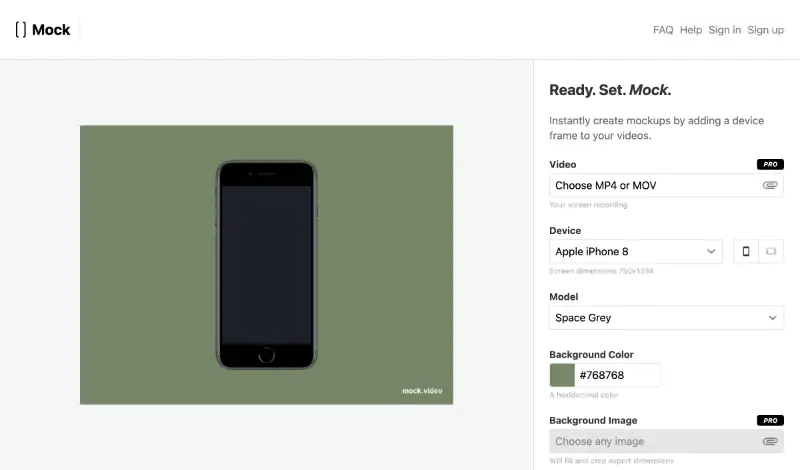 [ ] Mock
FAQ Help Sign in Sign up
mock.video
Ready. Set. Mock.
Instantly create mockups by adding a device
frame to your videos.
Video PRO
Choose MP4 or MOV
Your screen recording
Device
Apple iPhone 8
Screen dimensions 750x1334
Model
Space Grey
Background Color
#768768
A hexidecimal color
Background Image PRO
Choose any image
Will fill and crop export dimensions